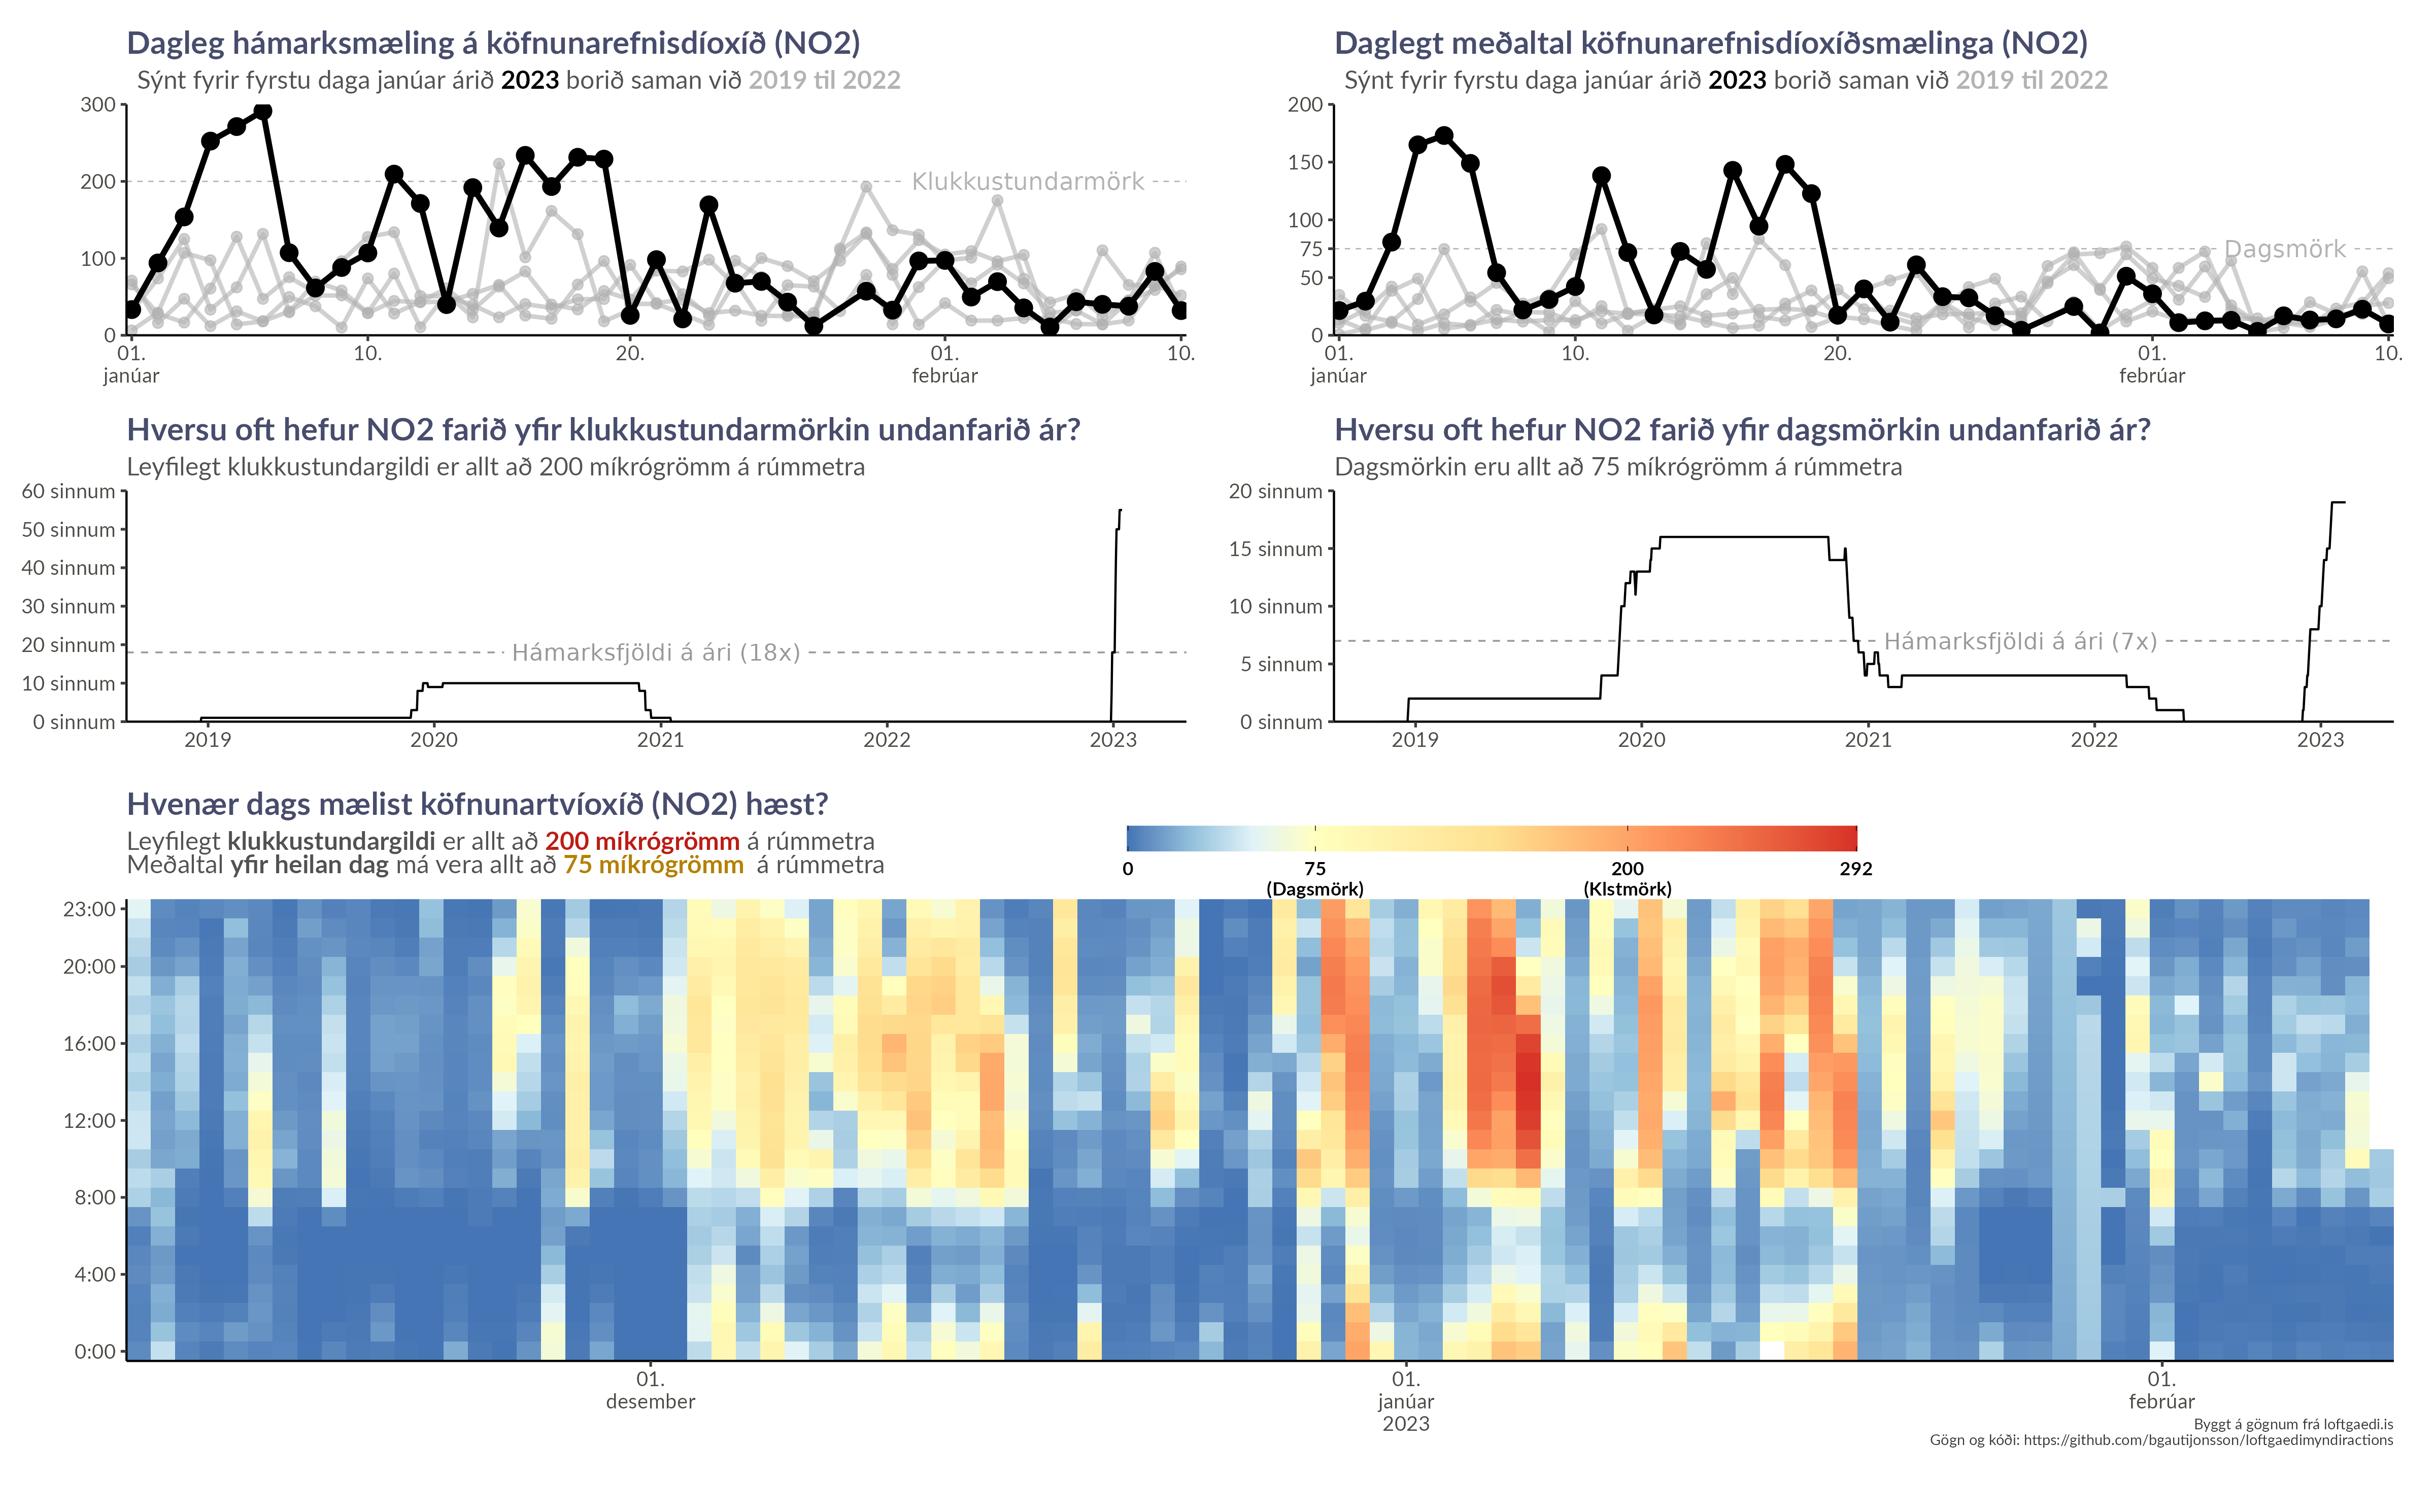 Dagleg hámarksmæling á köfnunarefnisdíoxíð (NO2)
Sýnt fyrir fyrstu daga janúar árið 2023 borið saman við 2019 til 2022
300
200
100
0
Klukkustundarmörk
01.
janúar
10.
20.
01.
febrúar
10.
Daglegt meðaltal köfnunarefnisdíoxíðsmælinga (NO2)
Sýnt fyrir fyrstu daga janúar árið 2023 borið saman við 2019 til 2022
200
150
100
75
50
0
Dagsmörk
01.
janúar
10.
20.
01.
febrúar
10.
Hversu oft hefur NO2 farið yfir klukkustundarmörkin undanfarið ár?
Leyfilegt klukkustundargildi er allt að 200 míkrógrömm á rúmmetra
60 sinnum
50 sinnum
40 sinnum
30 sinnum
20 sinnum
10 sinnum
0 sinnum
Hámarksfjöldi á ári (18x)
2019
2020
2021
2022
2023
Hversu oft hefur NO2 farið yfir dagsmörkin undanfarið ár?
Dagsmörkin eru allt að 75 míkrógrömm á rúmmetra
20 sinnum
15 sinnum
10 sinnum
5 sinnum
0 sinnum
Hámarksfjöldi á ári (7x)
2019
2020
2021
2022
2023
Hvenær dags mælist köfnunartvíoxíð (NO2) hæst?
Leyfilegt klukkustundargildi er allt að 200 míkrógrömm á rúmmetra
Meðaltal yfir heilan dag má vera allt að 75 míkrógrömm á rúmmetra
0
75
(Dagsmörk)
200
(Klstmörk)
292
23:00
20:00
16:00
12:00
8:00
4:00
0:00
01.
desember
01.
janúar
2023
01.
febrúar
Byggt á gögnum frá loftgaedi.is
Gögn og kóði: https://github.com/bgautijonsson/loftgaedimyndiractions